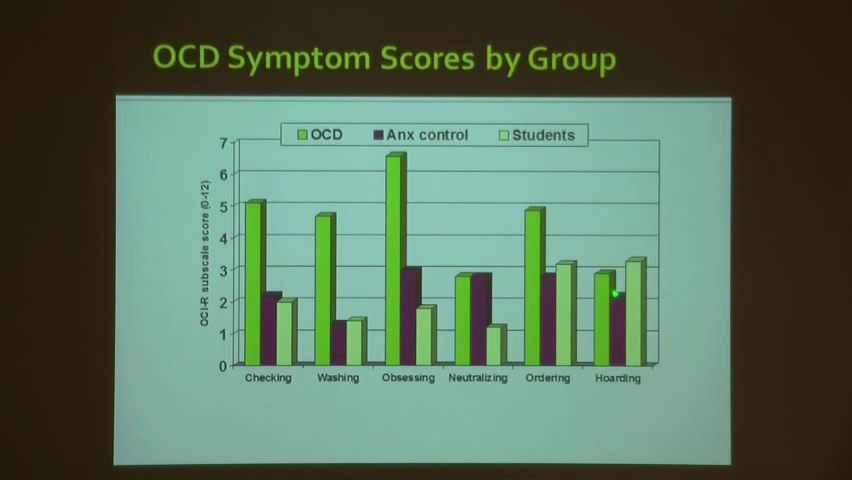 OCD Symptom Scores by Group
OCD Anx control Students
OCI-R subscale score (0-12)
7
6
5
4
3
2
1
0
Checking Washing Obsessing Neutralizing Ordering Hoarding